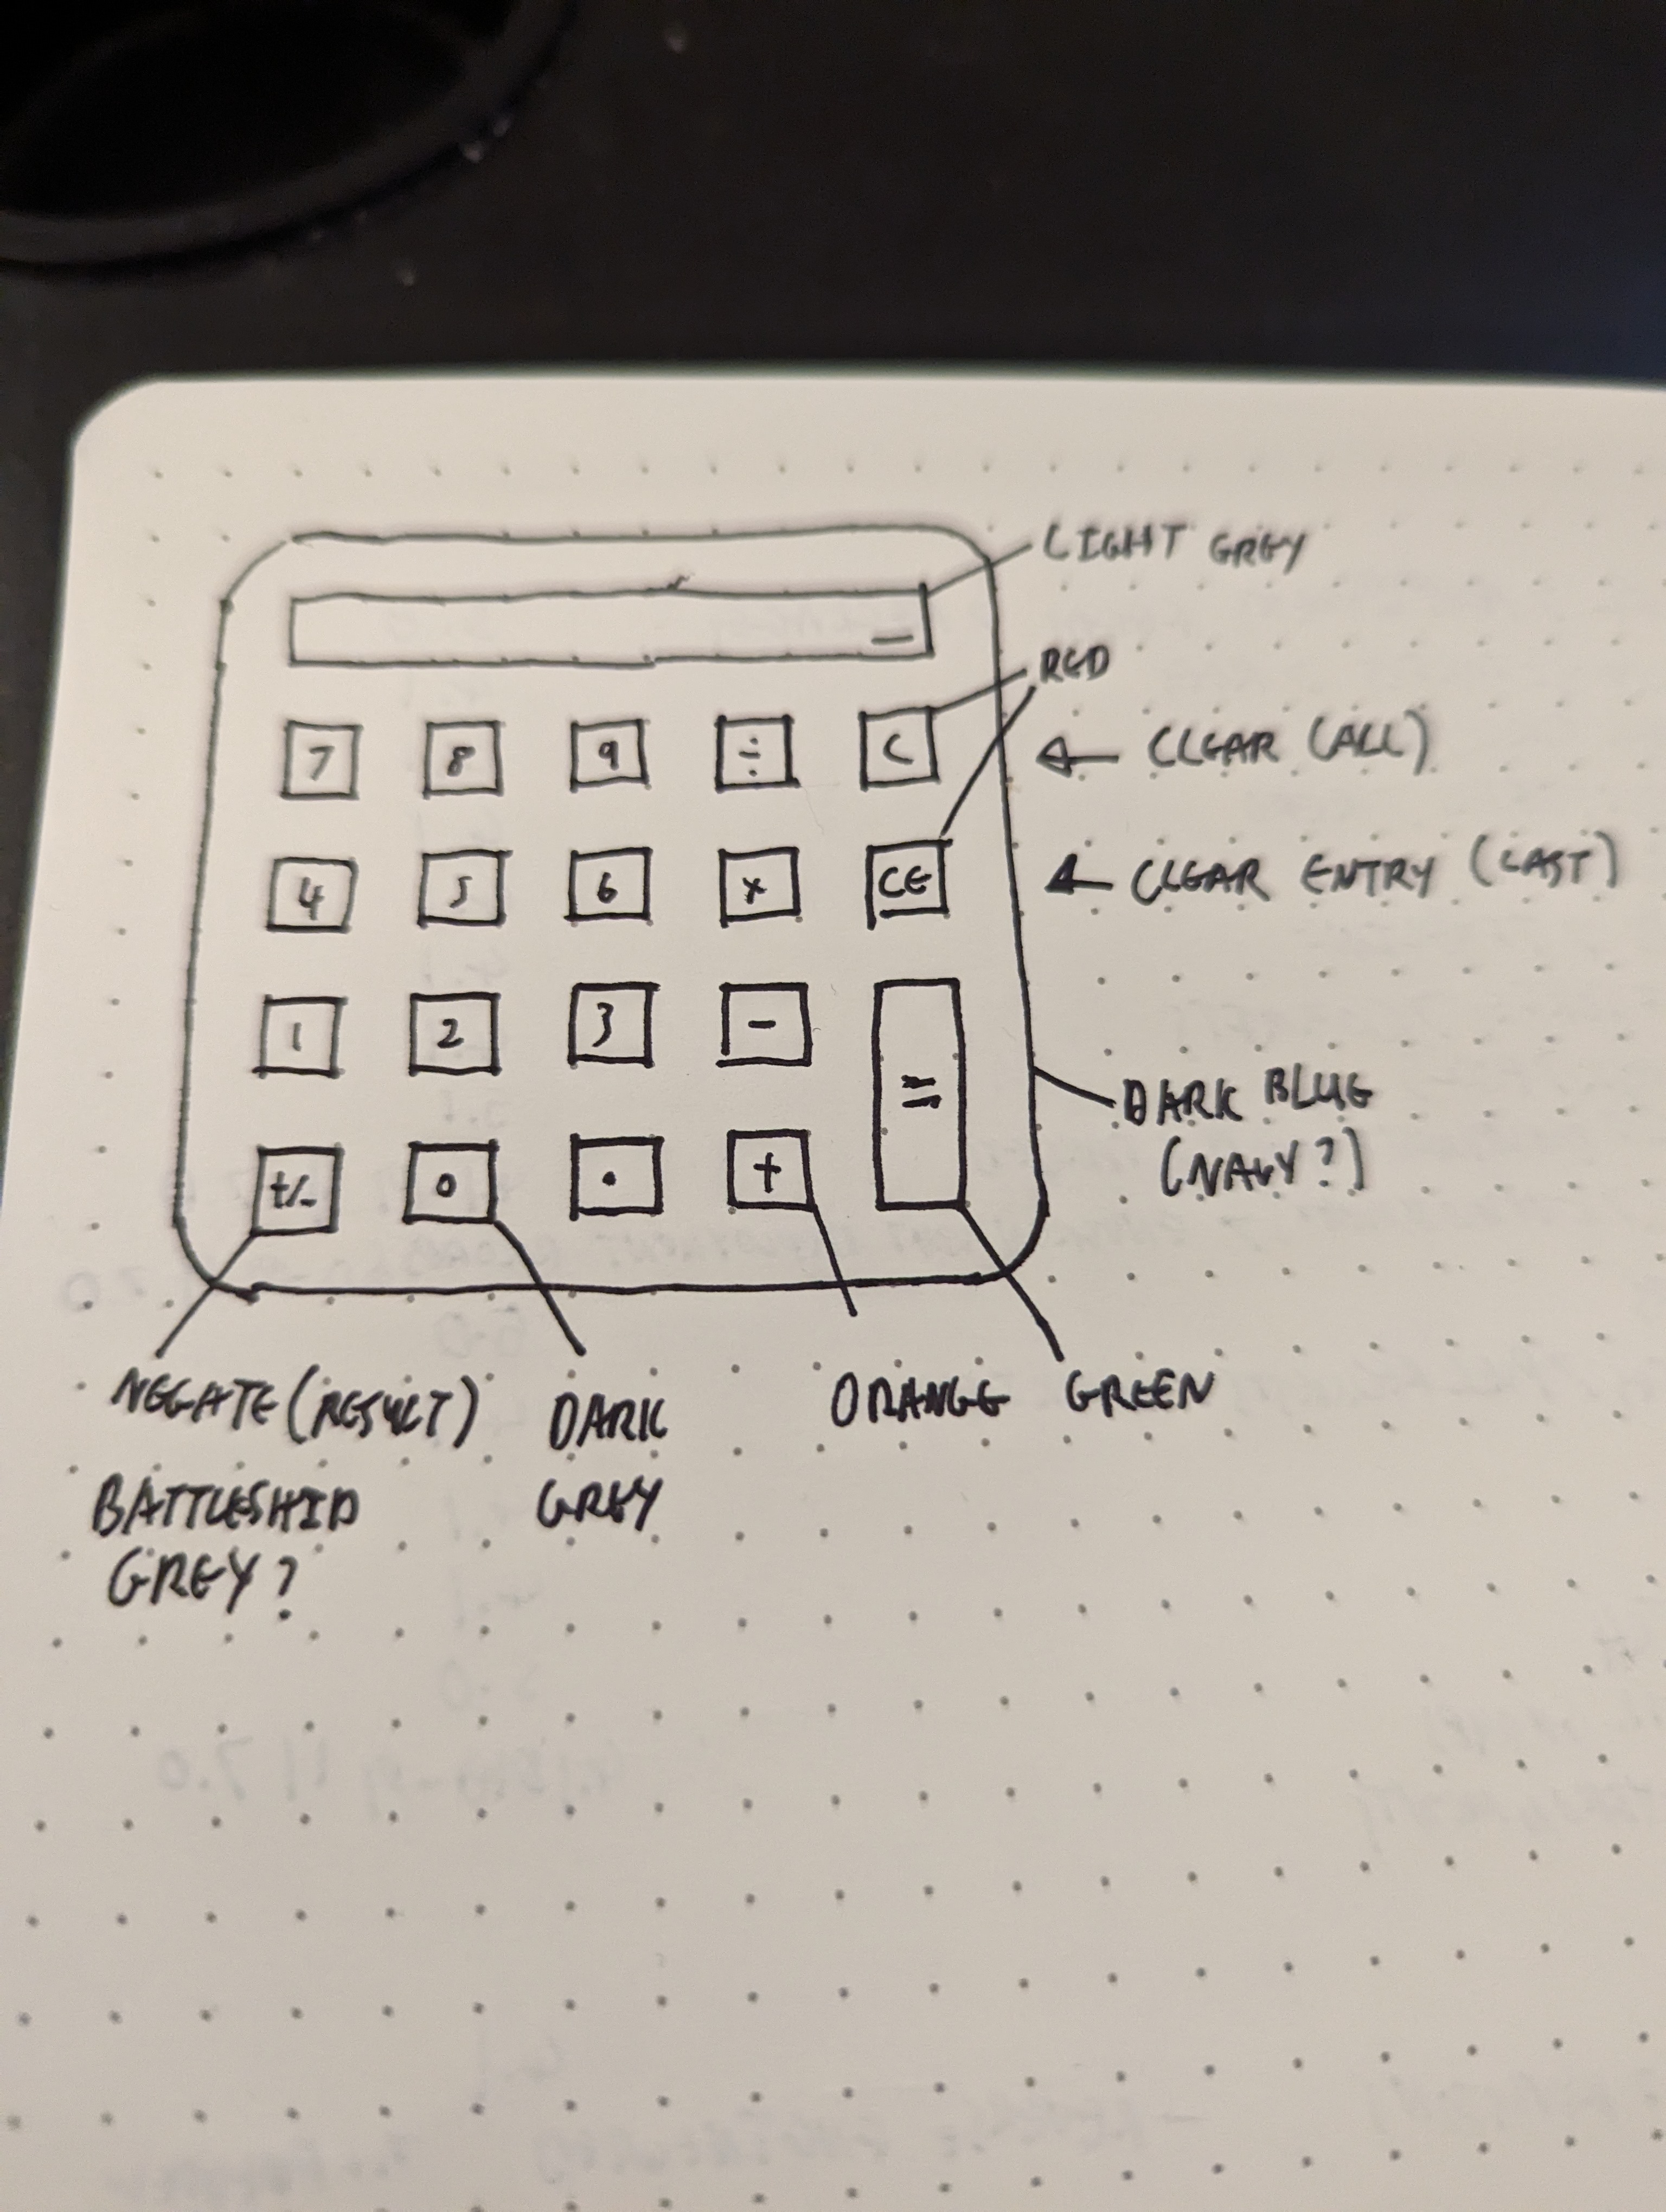 LIGHT GREY
RED
7 8 9 ÷ C
CLEAR (ALL)
4 5 6 × CE
CLEAR ENTRY (LAST)
1 2 3 - =
DARK BLUE
(NAVY?)
+/- 0 . +
NEGATE (RESULT)
BATTLESHIP
GREY?
DARK
GREY
ORANGE
GREEN